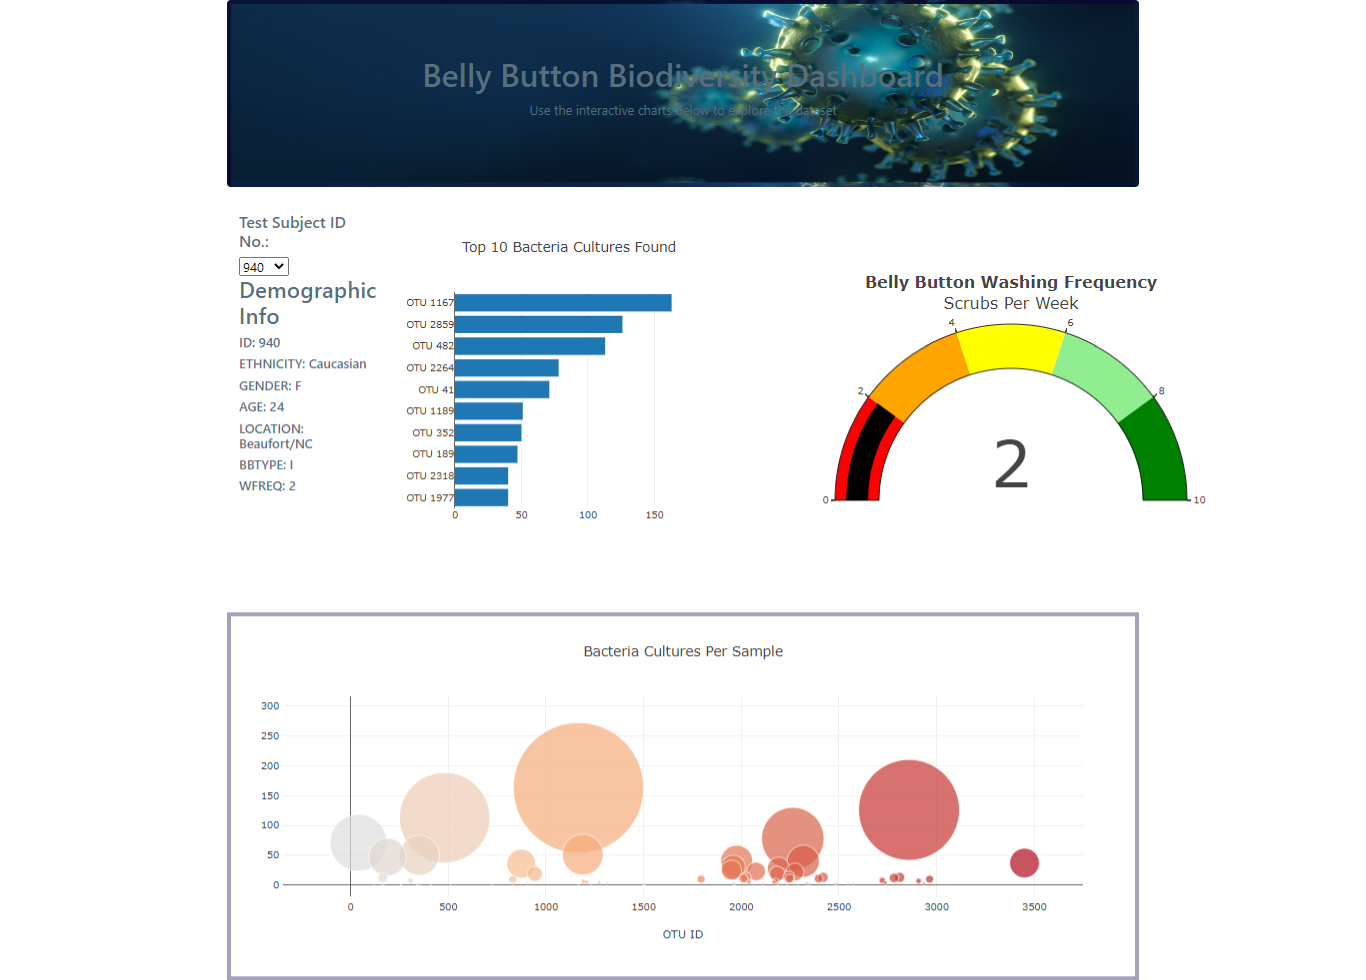 Belly Button Biodiversity Dashboard
Use the interactive charts below to explore the dataset
Test Subject ID
No.:
940
Demographic
Info
ID: 940
ETHNICITY: Caucasian
GENDER: F
AGE: 24
LOCATION:
Beaufort/NC
BBTYPE: I
WFREQ: 2
Top 10 Bacteria Cultures Found
OTU 1167
OTU 2859
OTU 482
OTU 2264
OTU 41
OTU 1189
OTU 352
OTU 189
OTU 2318
OTU 1977
0 50 100 150
Belly Button Washing Frequency
Scrubs Per Week
4 6
2 8
2
0 10
Bacteria Cultures Per Sample
300
250
200
150
100
50
0
0 500 1000 1500 2000 2500 3000 3500
OTU ID